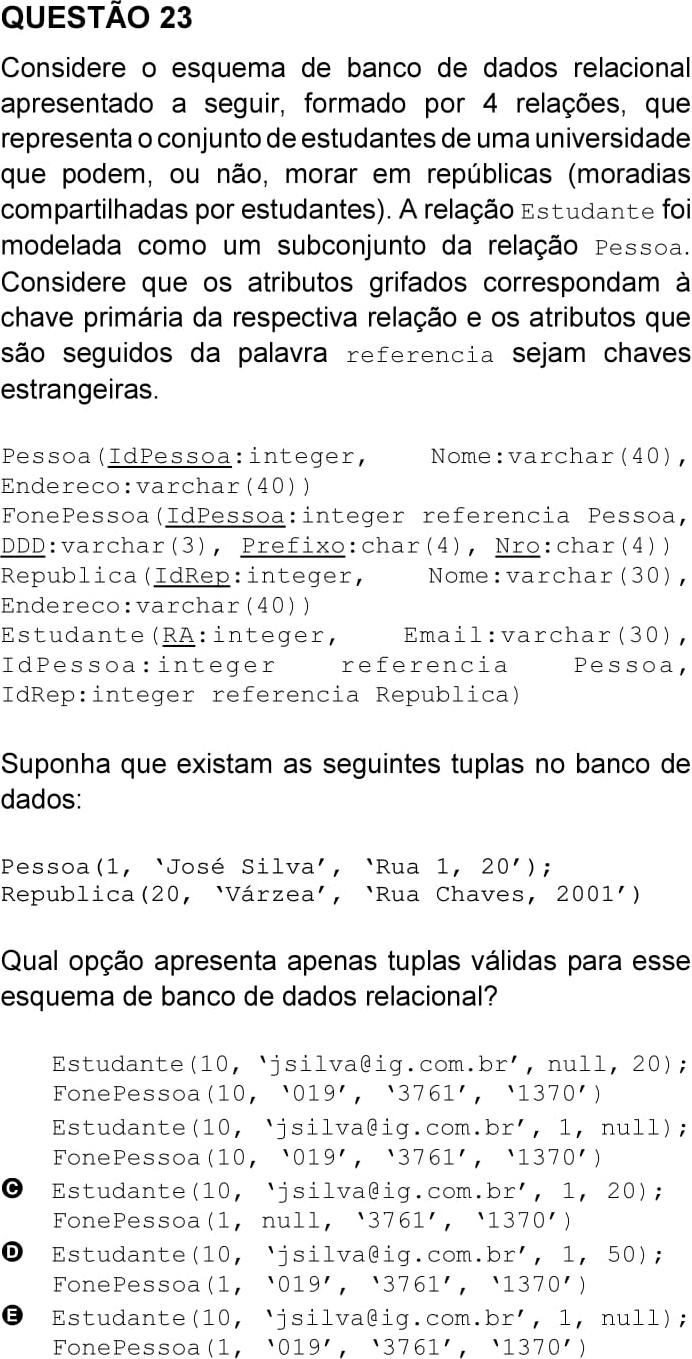 QUESTÃO 23
Considere o esquema de banco de dados relacional
apresentado a seguir, formado por 4 relações, que
representa o conjunto de estudantes de uma universidade
que podem, ou não, morar em repúblicas (moradias
compartilhadas por estudantes). A relação Estudante foi
modelada como um subconjunto da relação Pessoa.
Considere que os atributos grifados correspondam à
chave primária da respectiva relação e os atributos que
são seguidos da palavra referencia sejam chaves
estrangeiras.
Pessoa(IdPessoa:integer, Nome:varchar(40),
Endereco:varchar(40))
FonePessoa(IdPessoa:integer referencia Pessoa,
DDD:varchar(3), Prefixo:char(4), Nro:char(4))
Republica(IdRep:integer, Nome:varchar(30),
Endereco:varchar(40))
Estudante(RA:integer, Email:varchar(30),
IdPessoa:integer referencia Pessoa,
IdRep:integer referencia Republica)
Suponha que existam as seguintes tuplas no banco de
dados:
Pessoa(1, ‘José Silva’, ‘Rua 1, 20’);
Republica(20, ‘Várzea’, ‘Rua Chaves, 2001’)
Qual opção apresenta apenas tuplas válidas para esse
esquema de banco de dados relacional?
Estudante(10, ‘jsilva@ig.com.br’, null, 20);
FonePessoa(10, ‘019’, ‘3761’, ‘1370’)
Estudante(10, ‘jsilva@ig.com.br’, 1, null);
FonePessoa(10, ‘019’, ‘3761’, ‘1370’)
C Estudante(10, ‘jsilva@ig.com.br’, 1, 20);
FonePessoa(1, null, ‘3761’, ‘1370’)
D Estudante(10, ‘jsilva@ig.com.br’, 1, 50);
FonePessoa(1, ‘019’, ‘3761’, ‘1370’)
E Estudante(10, ‘jsilva@ig.com.br’, 1, null);
FonePessoa(1, ‘019’, ‘3761’, ‘1370’)